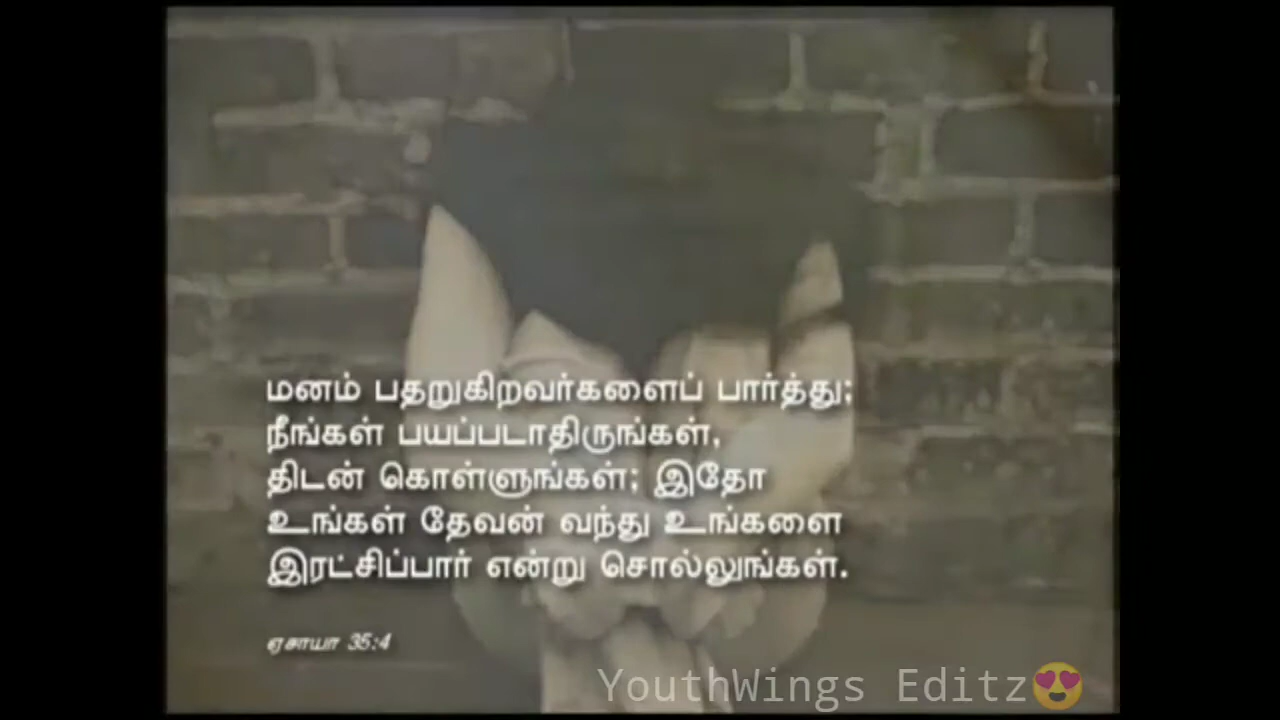 மனம் பதறுகிறவர்களைப் பார்த்து;
நீங்கள் பயப்படாதிருங்கள்,
திடன் கொள்ளுங்கள்; இதோ
உங்கள் தேவன் வந்து உங்களை
இரட்சிப்பார் என்று சொல்லுங்கள்.
ஏசாயா 35:4
YouthWings Editz😍